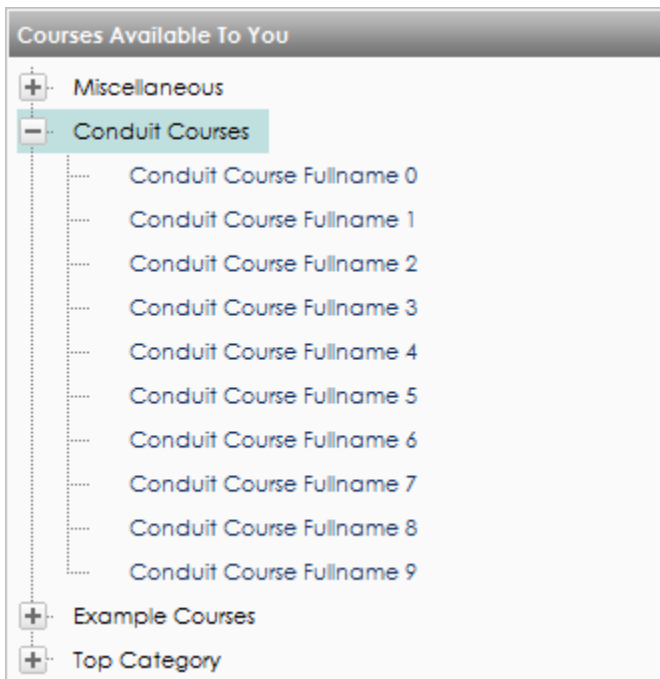 Courses Available To You
Miscellaneous
Conduit Courses
Conduit Course Fullname 0
Conduit Course Fullname 1
Conduit Course Fullname 2
Conduit Course Fullname 3
Conduit Course Fullname 4
Conduit Course Fullname 5
Conduit Course Fullname 6
Conduit Course Fullname 7
Conduit Course Fullname 8
Conduit Course Fullname 9
Example Courses
Top Category